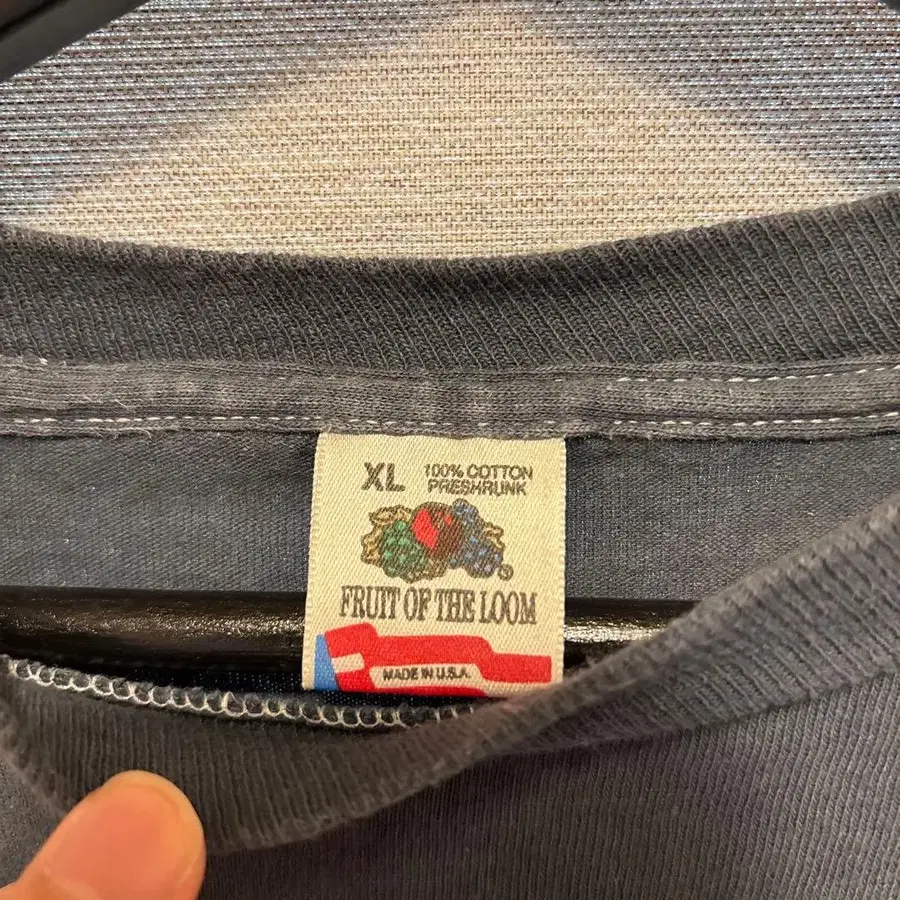 XL
100% COTTON
PRESHRUNK
FRUIT OF THE LOOM
MADE IN U.S.A.